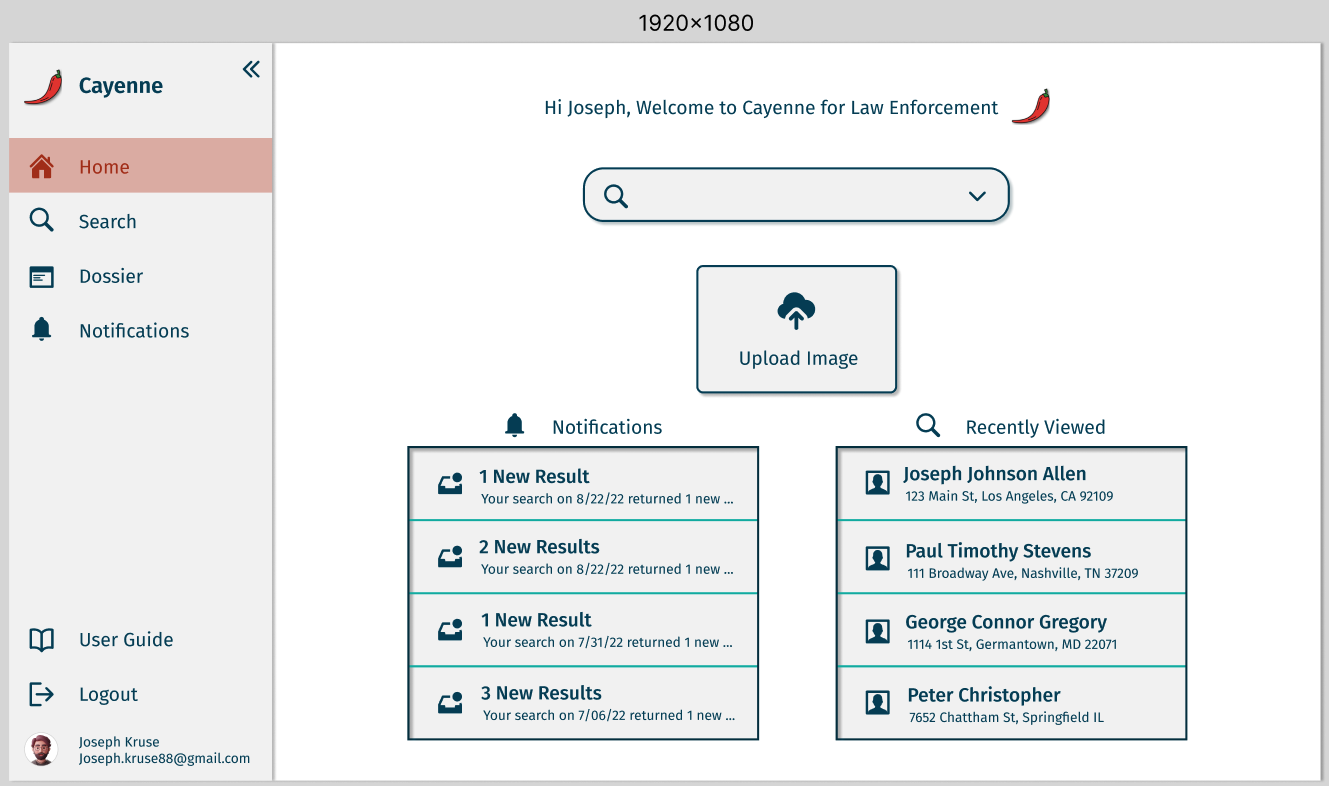 1920×1080
Cayenne
Home
Search
Dossier
Notifications
User Guide
Logout
Joseph Kruse
Joseph.kruse88@gmail.com
Hi Joseph, Welcome to Cayenne for Law Enforcement
Upload Image
Notifications
1 New Result
Your search on 8/22/22 returned 1 new ...
2 New Results
Your search on 8/22/22 returned 1 new ...
1 New Result
Your search on 7/31/22 returned 1 new ...
3 New Results
Your search on 7/06/22 returned 1 new ...
Recently Viewed
Joseph Johnson Allen
123 Main St, Los Angeles, CA 92109
Paul Timothy Stevens
111 Broadway Ave, Nashville, TN 37209
George Connor Gregory
1114 1st St, Germantown, MD 22071
Peter Christopher
7652 Chattham St, Springfield IL